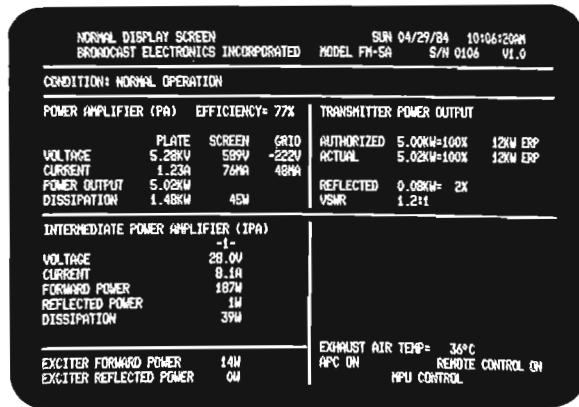 NORMAL DISPLAY SCREEN SUN 04/29/84 10:06:20AM
BROADCAST ELECTRONICS INCORPORATED MODEL FM-5A S/N 0106 V1.0
CONDITION: NORMAL OPERATION
POWER AMPLIFIER (PA) EFFICIENCY= 77%
PLATE SCREEN GRID
VOLTAGE 5.28KV 589V -222V
CURRENT 1.23A 76MA 48MA
POWER OUTPUT 5.02KW
DISSIPATION 1.48KW 45W
TRANSMITTER POWER OUTPUT
AUTHORIZED 5.00KW=100% 12KW ERP
ACTUAL 5.02KW=100% 12KW ERP
REFLECTED 0.08KW= 2%
VSWR 1.2:1
INTERMEDIATE POWER AMPLIFIER (IPA)
-1-
VOLTAGE 28.0V
CURRENT 8.1A
FORWARD POWER 187W
REFLECTED POWER 1W
DISSIPATION 39W
EXCITER FORWARD POWER 14W
EXCITER REFLECTED POWER 0W
EXHAUST AIR TEMP= 36°C
APC ON REMOTE CONTROL ON
MPU CONTROL